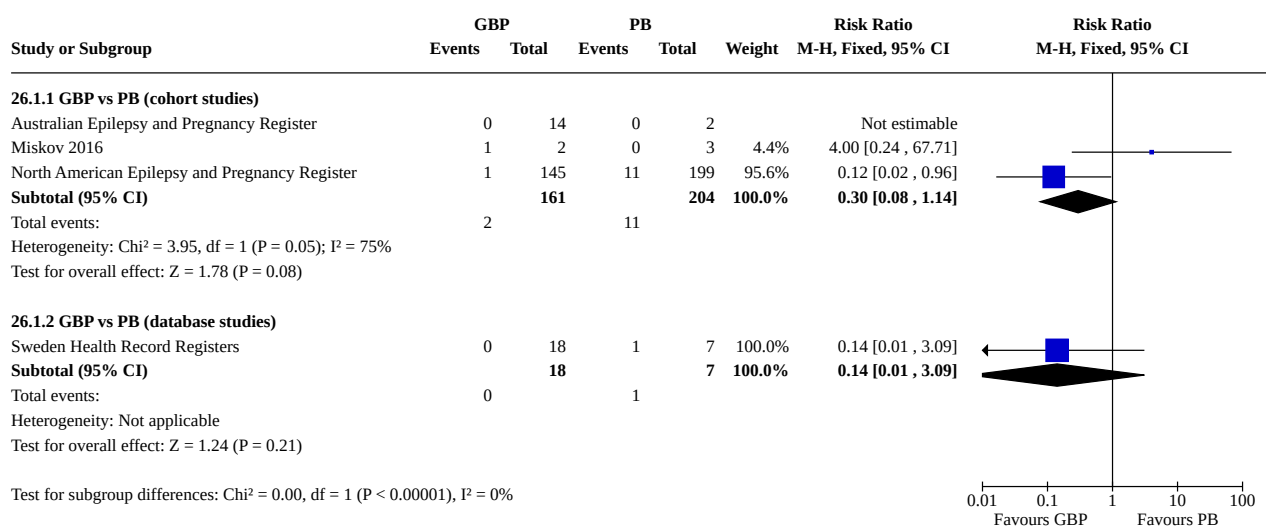 GBP PB Risk Ratio Risk Ratio
Study or Subgroup Events Total Events Total Weight M-H, Fixed, 95% CI M-H, Fixed, 95% CI
26.1.1 GBP vs PB (cohort studies)
Australian Epilepsy and Pregnancy Register 0 14 0 2 Not estimable
Miskov 2016 1 2 0 3 4.4% 4.00 [0.24 , 67.71]
North American Epilepsy and Pregnancy Register 1 145 11 199 95.6% 0.12 [0.02 , 0.96]
Subtotal (95% CI) 161 204 100.0% 0.30 [0.08 , 1.14]
Total events: 2 11
Heterogeneity: Chi² = 3.95, df = 1 (P = 0.05); I² = 75%
Test for overall effect: Z = 1.78 (P = 0.08)
26.1.2 GBP vs PB (database studies)
Sweden Health Record Registers 0 18 1 7 100.0% 0.14 [0.01 , 3.09]
Subtotal (95% CI) 18 7 100.0% 0.14 [0.01 , 3.09]
Total events: 0 1
Heterogeneity: Not applicable
Test for overall effect: Z = 1.24 (P = 0.21)
Test for subgroup differences: Chi² = 0.00, df = 1 (P < 0.00001), I² = 0%
0.01 0.1 1 10 100
Favours GBP Favours PB